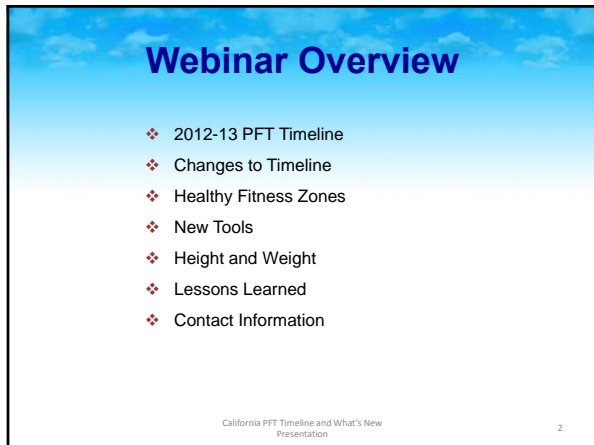 Webinar Overview
❖ 2012-13 PFT Timeline
❖ Changes to Timeline
❖ Healthy Fitness Zones
❖ New Tools
❖ Height and Weight
❖ Lessons Learned
❖ Contact Information
California PFT Timeline and What's New
Presentation
2